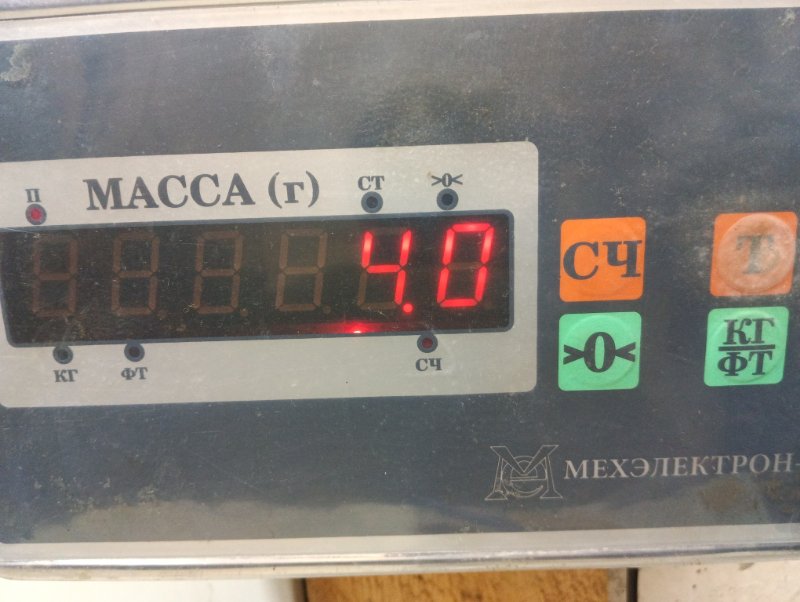 П МАССА (г) СТ >0<
4.0
КГ ФТ СЧ
СЧ Т
>0< КГ
ФТ
МЕХЭЛЕКТРОН-